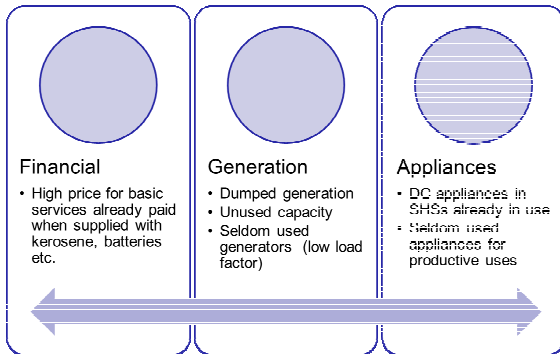 Financial
• High price for basic
services already paid
when supplied with
kerosene, batteries
etc.
Generation
• Dumped generation
• Unused capacity
• Seldom used
generators (low load
factor)
Appliances
• DC appliances in
SHSs already in use
• Seldom used
appliances for
productive uses